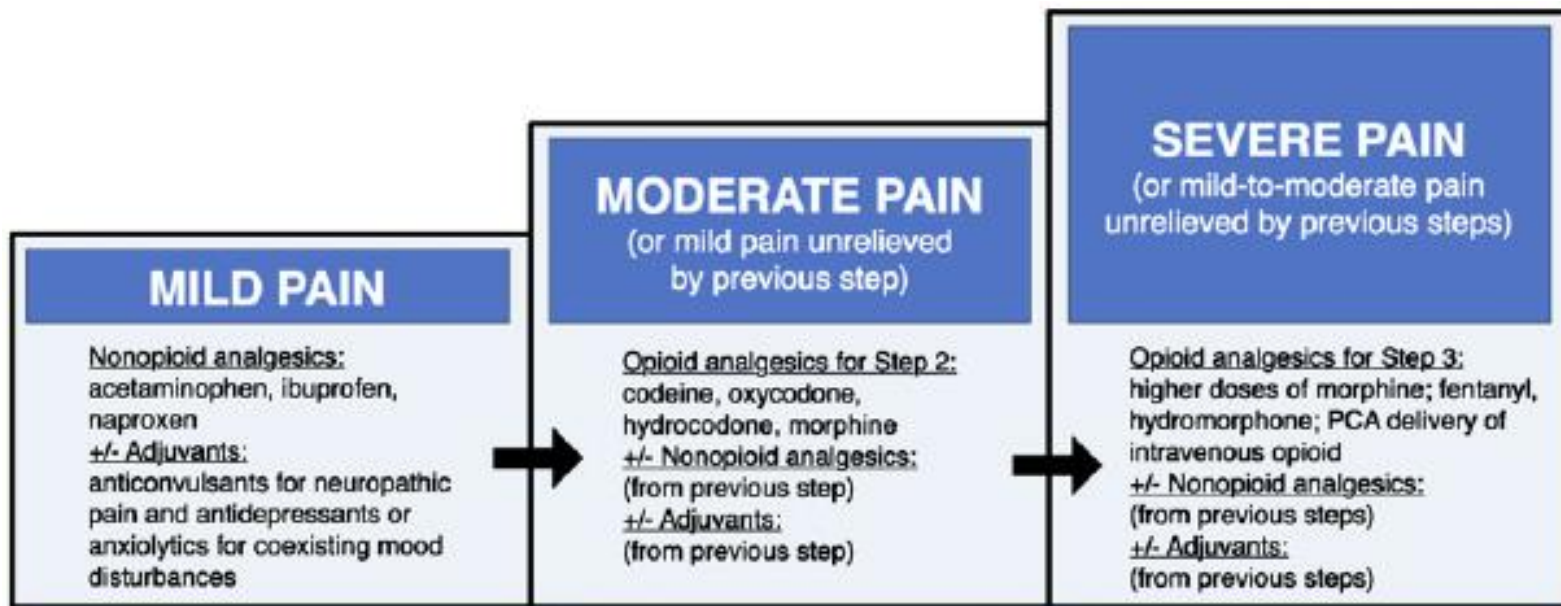 MILD PAIN
Nonopioid analgesics:
acetaminophen, ibuprofen,
naproxen
+/- Adjuvants:
anticonvulsants for neuropathic
pain and antidepressants or
anxiolytics for coexisting mood
disturbances
MODERATE PAIN
(or mild pain unrelieved
by previous step)
Opioid analgesics for Step 2:
codeine, oxycodone,
hydrocodone, morphine
+/- Nonopioid analgesics:
(from previous step)
+/- Adjuvants:
(from previous step)
SEVERE PAIN
(or mild-to-moderate pain
unrelieved by previous steps)
Opioid analgesics for Step 3:
higher doses of morphine; fentanyl,
hydromorphone; PCA delivery of
intravenous opioid
+/- Nonopioid analgesics:
(from previous steps)
+/- Adjuvants:
(from previous steps)